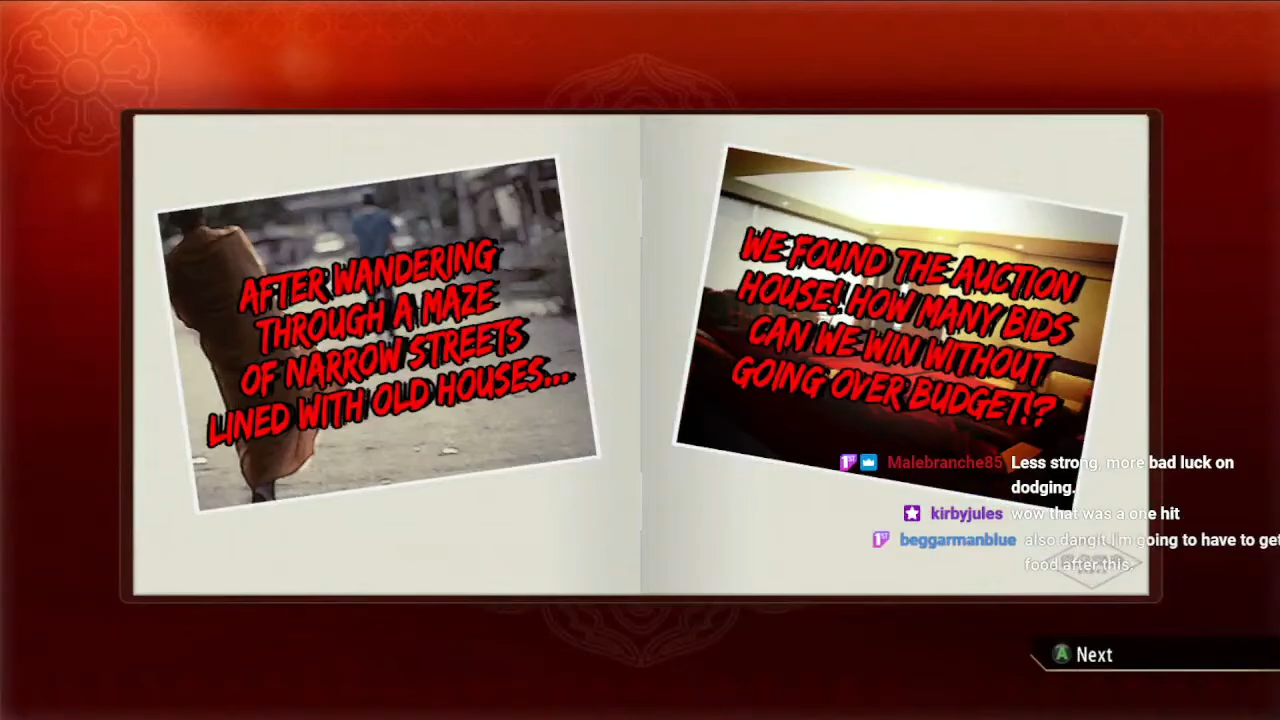 AFTER WANDERING
THROUGH A MAZE
OF NARROW STREETS
LINED WITH OLD HOUSES...
WE FOUND THE AUCTION
HOUSE! HOW MANY BIDS
CAN WE WIN WITHOUT
GOING OVER BUDGET!?
Malebranche85 Less strong, more bad luck on
dodging.
kirbyjules wow that was a one hit
beggarmanblue also dangit I'm going to have to get
food after this.
A Next